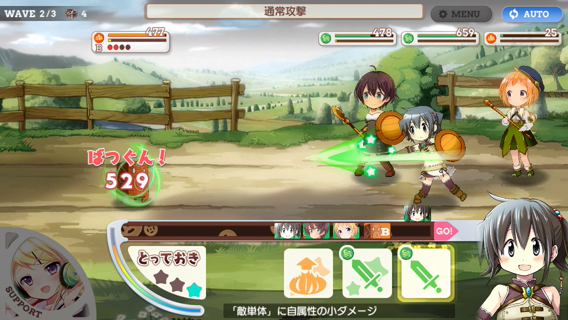 WAVE 2/3 4
通常攻撃
MENU
AUTO
477
B
478
659
25
ばつぐん!
529
B
GO!
とっておき
SUPPORT
「敵単体」に自属性の小ダメージ